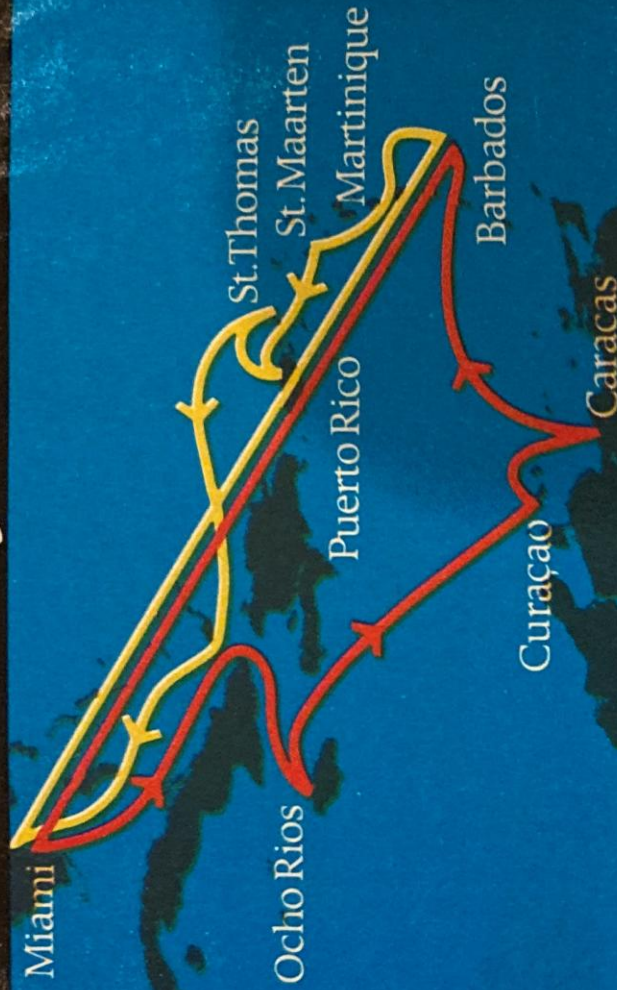 Miami
St.Thomas
St.Maarten
Martinique
Ocho Rios
Puerto Rico
Barbados
Curaçao
Caracas